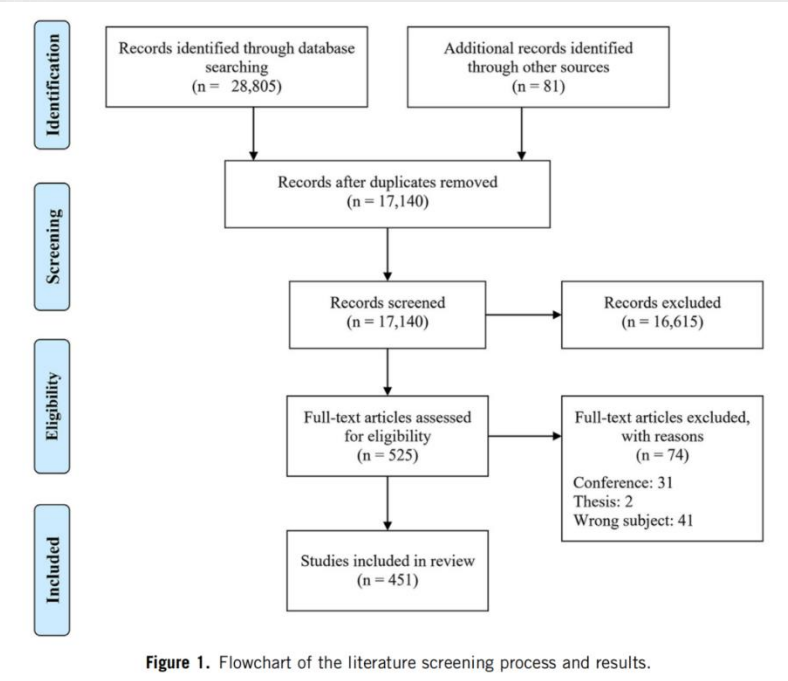 Identification
Records identified through database
searching
(n = 28,805)
Additional records identified
through other sources
(n = 81)
Records after duplicates removed
(n = 17,140)
Screening
Records screened
(n = 17,140)
Records excluded
(n = 16,615)
Eligibility
Full-text articles assessed
for eligibility
(n = 525)
Full-text articles excluded,
with reasons
(n = 74)
Conference: 31
Thesis: 2
Wrong subject: 41
Included
Studies included in review
(n = 451)
Figure 1. Flowchart of the literature screening process and results.